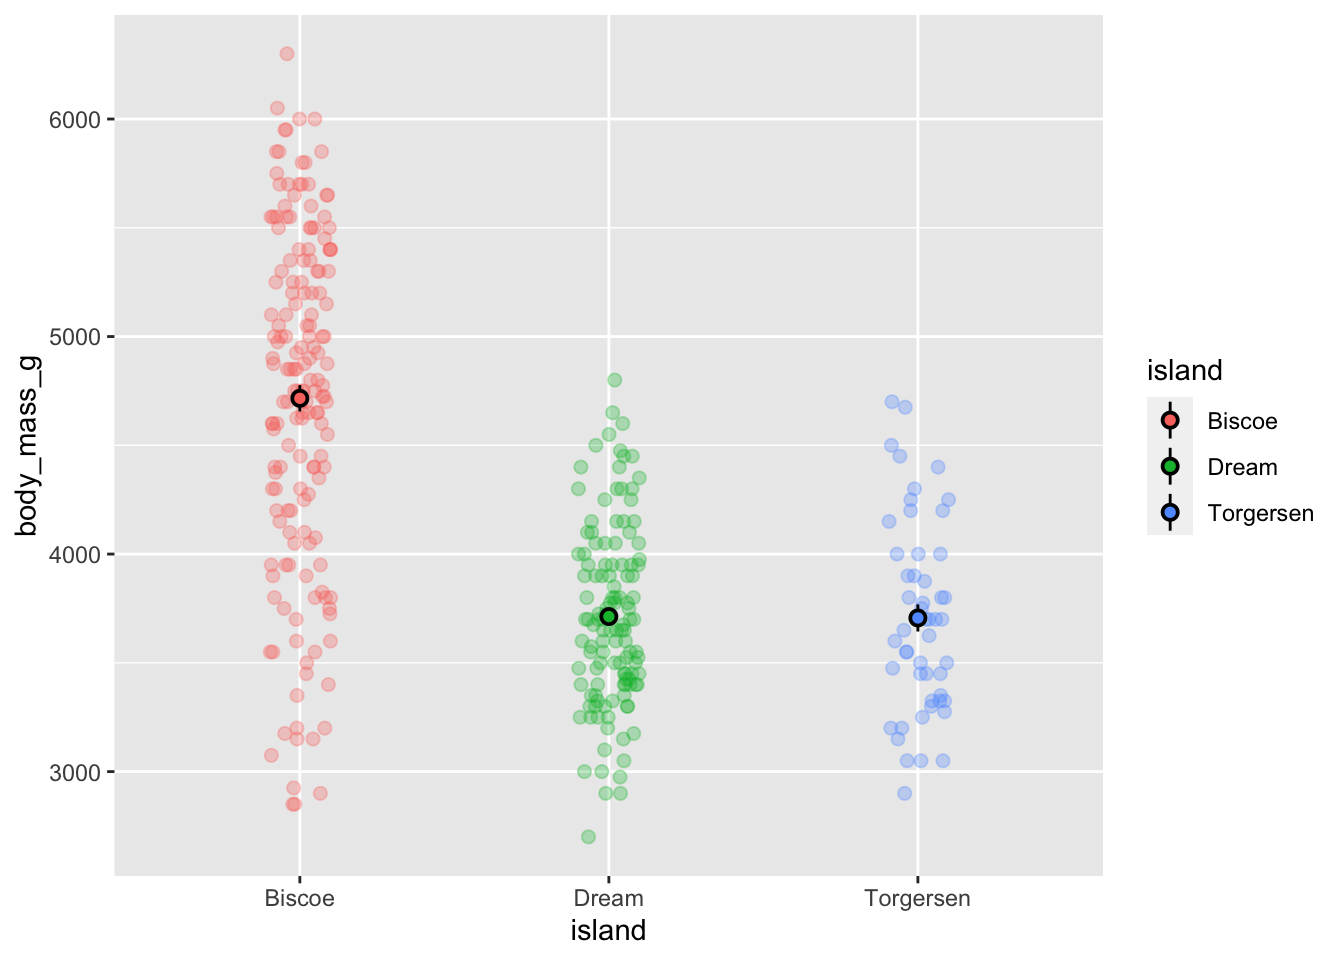 body_mass_g
6000
5000
4000
3000
Biscoe
Dream
Torgersen
island
island
Biscoe
Dream
Torgersen